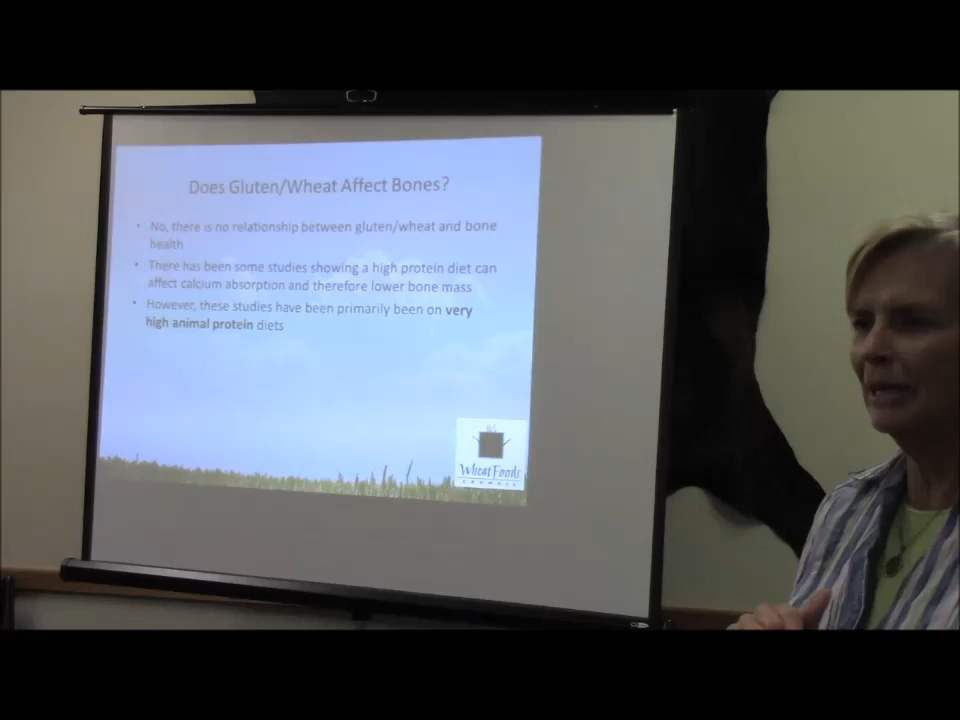 Does Gluten/Wheat Affect Bones?
• No, there is no relationship between gluten/wheat and bone
health
• There has been some studies showing a high protein diet can
affect calcium absorption and therefore lower bone mass
• However, these studies have been primarily been on very
high animal protein diets
Wheat Foods
COUNCIL